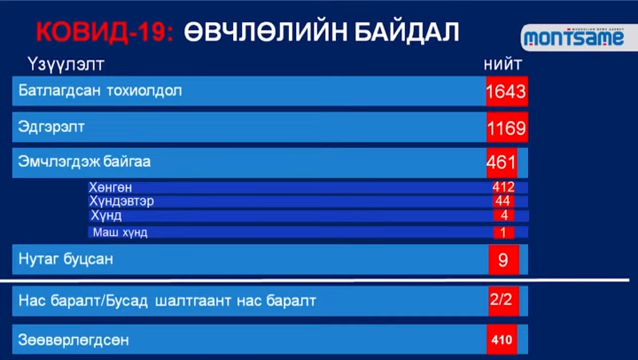 КОВИД-19: ӨВЧЛӨЛИЙН БАЙДАЛ
MONTSAME
Үзүүлэлт НИЙТ
Батлагдсан тохиолдол 1643
Эдгэрэлт 1169
Эмчлэгдэж байгаа 461
Хөнгөн 412
Хүндэвтэр 44
Хүнд 4
Маш хүнд 1
Нутаг буцсан 9
Нас баралт/Бусад шалтгаант нас баралт 2/2
Зөөвөрлөгдсөн 410